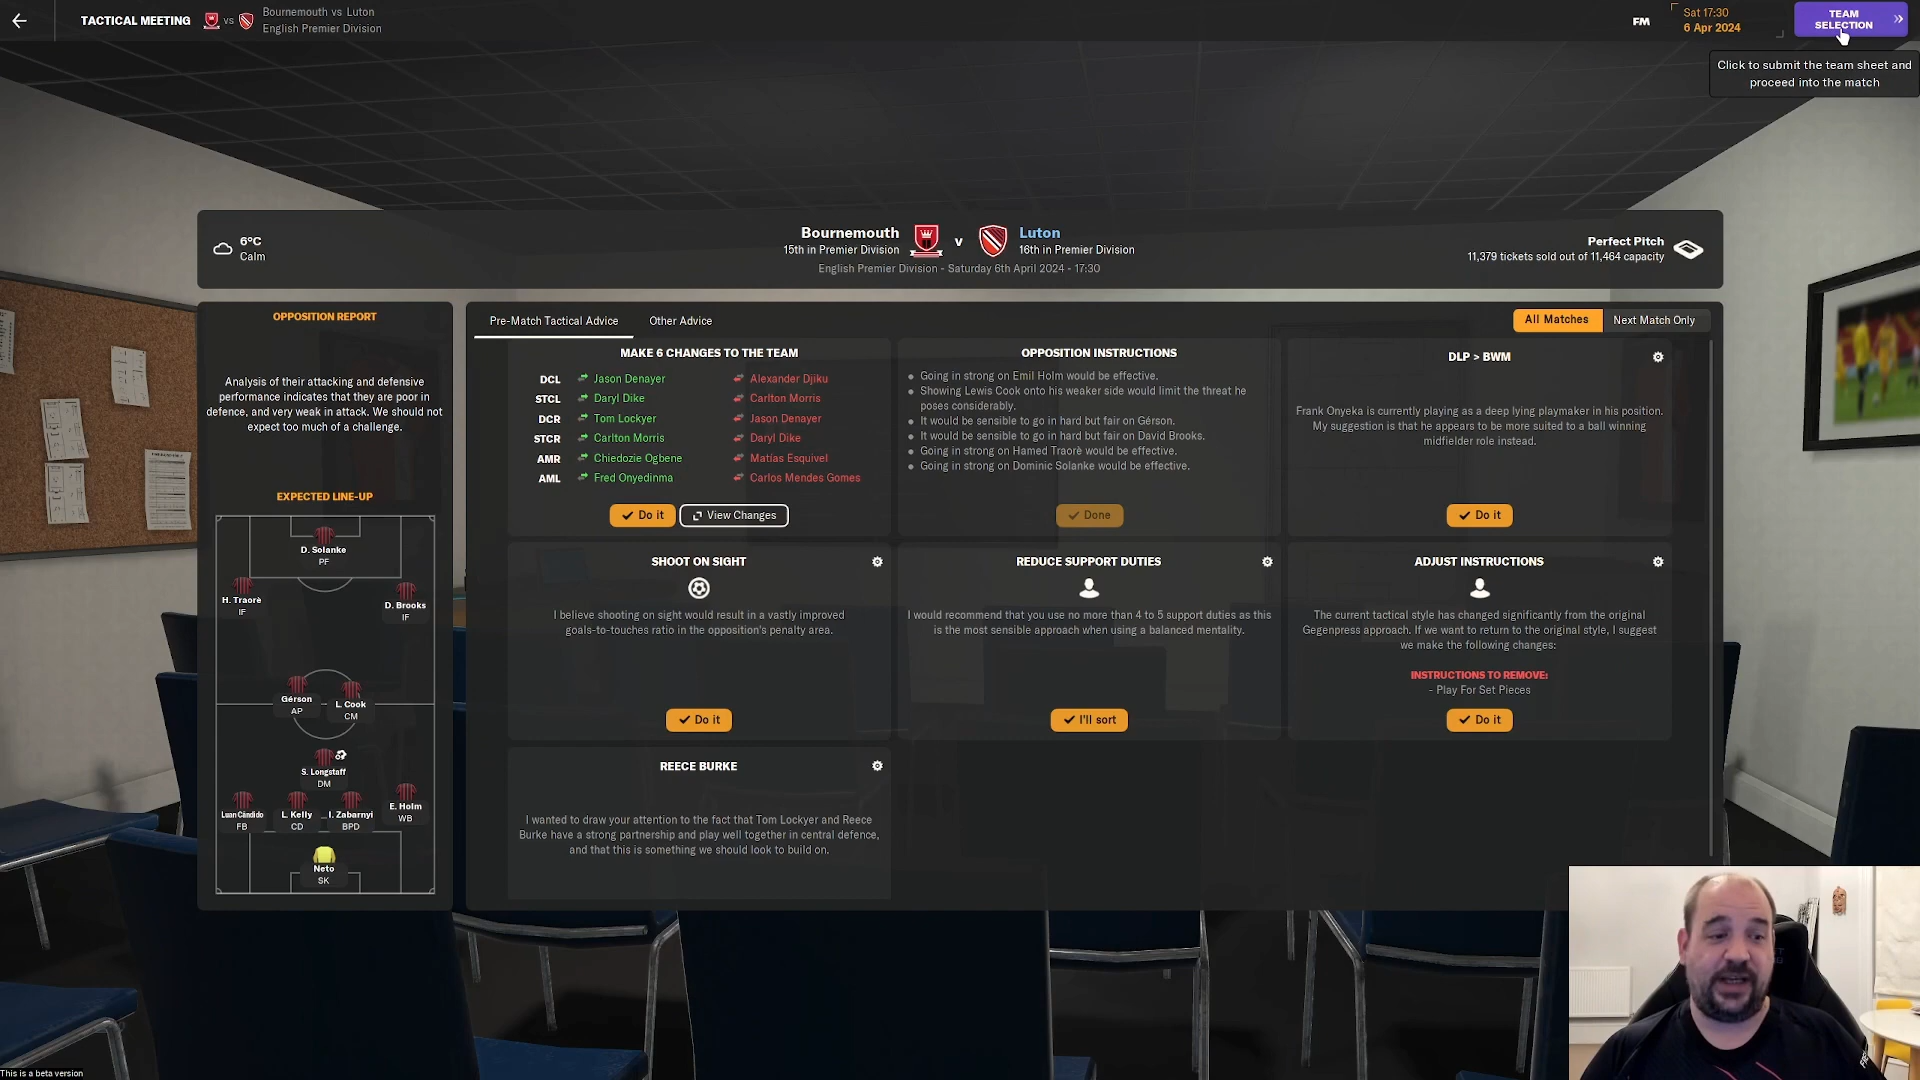 TACTICAL MEETING
vs
Bournemouth vs Luton
English Premier Division
FM
Sat 17:30
6 Apr 2024
TEAM
SELECTION
Click to submit the team sheet and
proceed into the match
6°C
Calm
Bournemouth
15th in Premier Division
v
Luton
16th in Premier Division
English Premier Division - Saturday 6th April 2024 - 17:30
Perfect Pitch
11,379 tickets sold out of 11,464 capacity
OPPOSITION REPORT
Analysis of their attacking and defensive
performance indicates that they are poor in
defence, and very weak in attack. We should not
expect too much of a challenge.
EXPECTED LINE-UP
D. Solanke
PF
H. Traorè
IF
D. Brooks
IF
Gérson
AP
L. Cook
CM
S. Longstaff
DM
Luan Cândido
FB
L. Kelly
CD
I. Zabarnyi
BPD
E. Holm
WB
Neto
SK
Pre-Match Tactical Advice
Other Advice
All Matches
Next Match Only
MAKE 6 CHANGES TO THE TEAM
DCL Jason Denayer Alexander Djiku
STCL Daryl Dike Carlton Morris
DCR Tom Lockyer Jason Denayer
STCR Carlton Morris Daryl Dike
AMR Chiedozie Ogbene Matías Esquivel
AML Fred Onyedinma Carlos Mendes Gomes
Do it
View Changes
OPPOSITION INSTRUCTIONS
Going in strong on Emil Holm would be effective.
Showing Lewis Cook onto his weaker side would limit the threat he
poses considerably.
It would be sensible to go in hard but fair on Gérson.
It would be sensible to go in hard but fair on David Brooks.
Going in strong on Hamed Traorè would be effective.
Going in strong on Dominic Solanke would be effective.
Done
DLP > BWM
Frank Onyeka is currently playing as a deep lying playmaker in his position.
My suggestion is that he appears to be more suited to a ball winning
midfielder role instead.
Do it
SHOOT ON SIGHT
I believe shooting on sight would result in a vastly improved
goals-to-touches ratio in the opposition's penalty area.
Do it
REDUCE SUPPORT DUTIES
I would recommend that you use no more than 4 to 5 support duties as this
is the most sensible approach when using a balanced mentality.
I'll sort
ADJUST INSTRUCTIONS
The current tactical style has changed significantly from the original
Gegenpress approach. If we want to return to the original style, I suggest
we make the following changes:
INSTRUCTIONS TO REMOVE:
- Play For Set Pieces
Do it
REECE BURKE
I wanted to draw your attention to the fact that Tom Lockyer and Reece
Burke have a strong partnership and play well together in central defence,
and that this is something we should look to build on.
This is a beta version